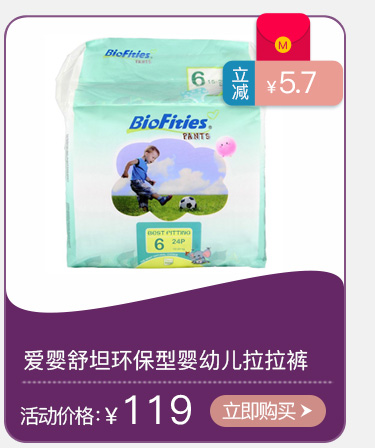 BioFities
PANTS
6
M
立减
¥5.7
BioFities
PANTS
BEST FITTING
6 24P
爱婴舒坦环保型婴幼儿拉拉裤
活动价格:¥119
立即购买